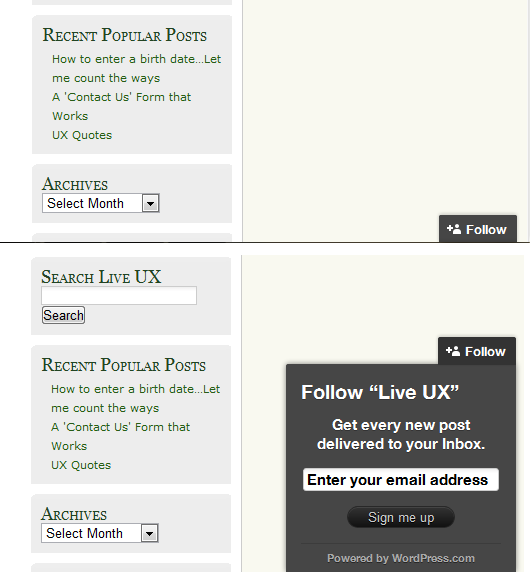 Recent Popular Posts
How to enter a birth date...Let
me count the ways
A 'Contact Us' Form that
Works
UX Quotes
Archives
Select Month
Follow
Search Live UX
Search
Recent Popular Posts
How to enter a birth date...Let
me count the ways
A 'Contact Us' Form that
Works
UX Quotes
Archives
Select Month
Follow
Follow “Live UX”
Get every new post
delivered to your Inbox.
Enter your email address
Sign me up
Powered by WordPress.com